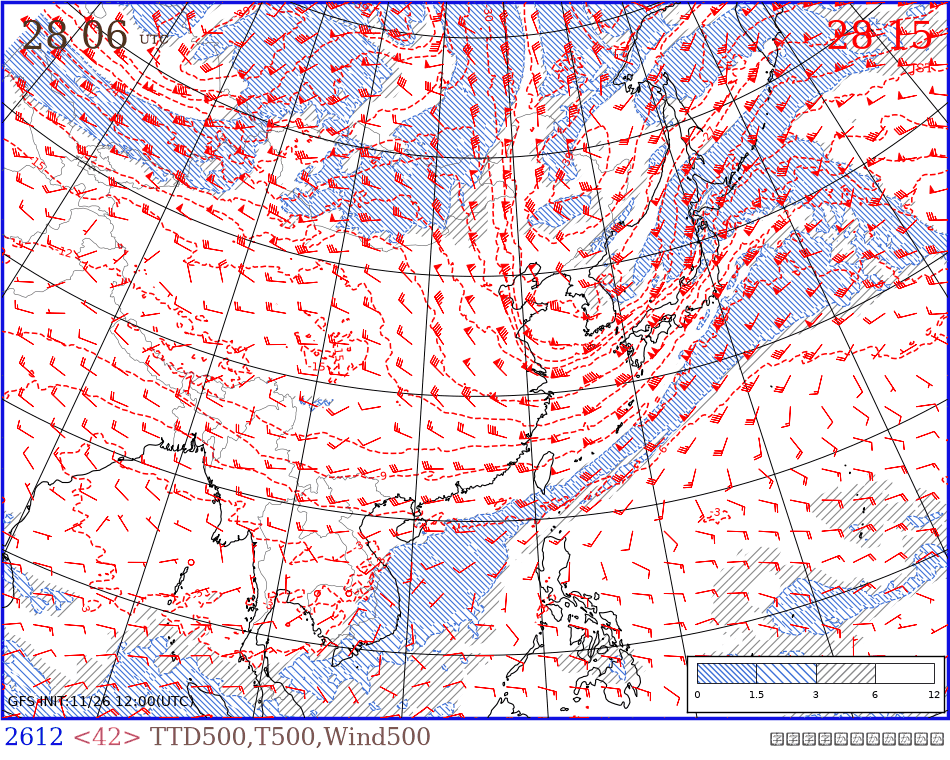 28 06 UTC
28 15
JST
GFS INIT:11/26 12:00(UTC)
0 1.5 3 6 12
2612 <42> TTD500,T500,Wind500